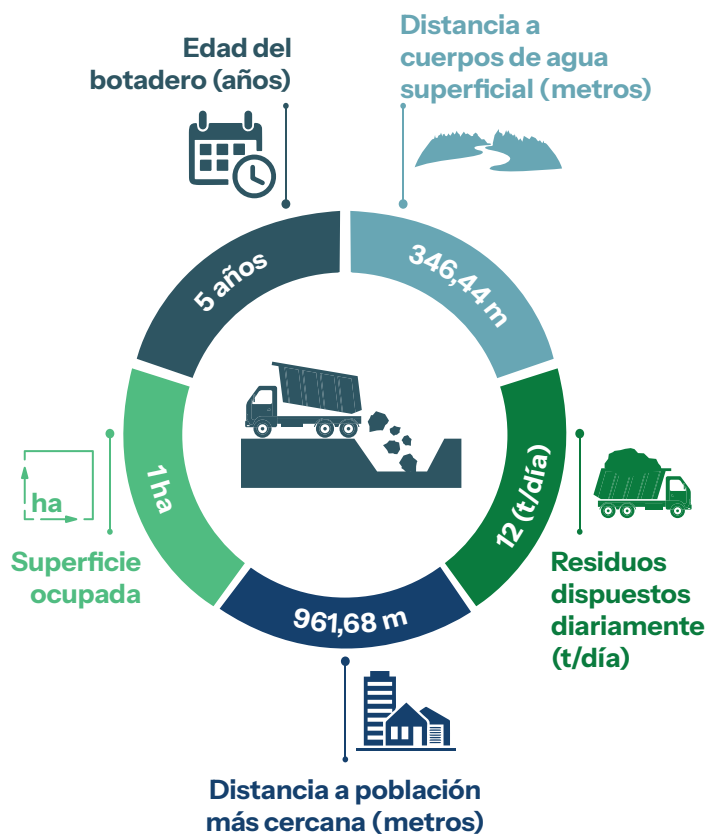 Edad del
botadero (años)
Distancia a
cuerpos de agua
superficial (metros)
5 años
346,44 m
1 ha
12 (t/día)
961,68 m
ha
Superficie
ocupada
Residuos
dispuestos
diariamente
(t/día)
Distancia a población
más cercana (metros)